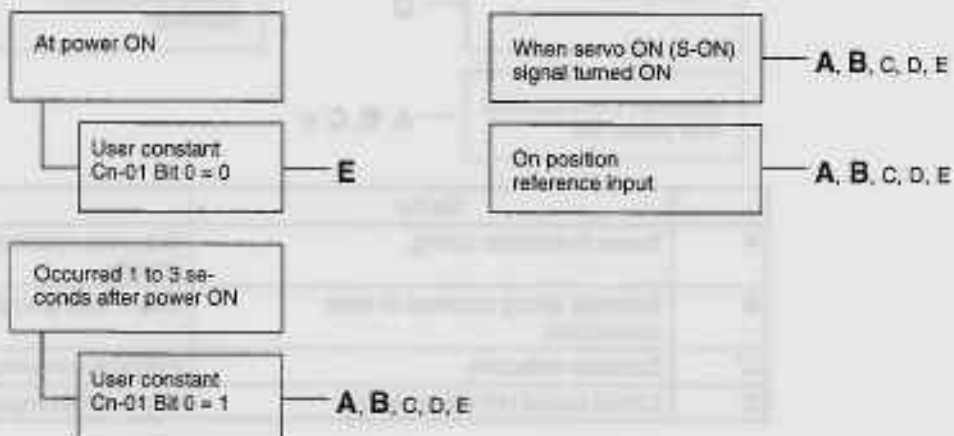 At power ON
User constant
Cn-01 Bit 0 = 0
E
Occurred 1 to 3 se-
conds after power ON
User constant
Cn-01 Bit 0 = 1
A, B, C, D, E
When servo ON (S-ON)
signal turned ON
A, B, C, D, E
On position
reference input
A, B, C, D, E